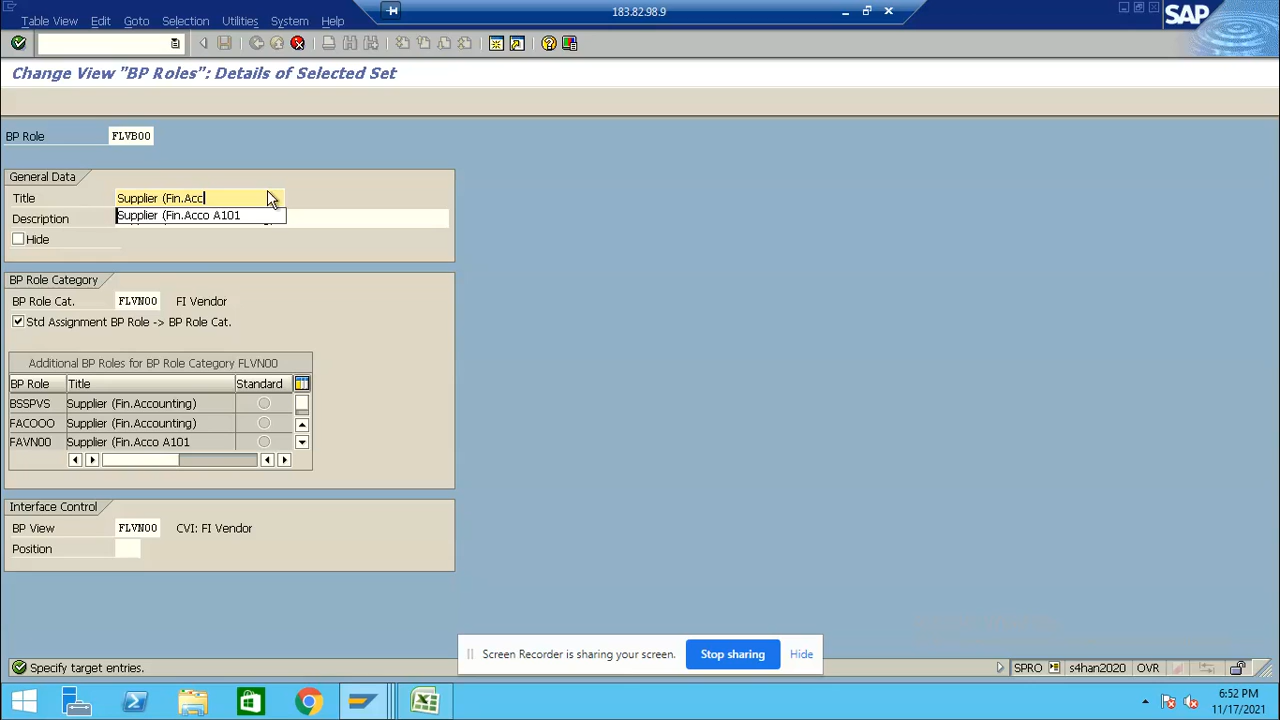 Table View Edit Goto Selection Utilities System Help
183.82.98.9
SAP
Change View "BP Roles": Details of Selected Set
BP Role FLVB00
General Data
Title Supplier (Fin.Acc
Supplier (Fin.Acco A101
Description
Hide
BP Role Category
BP Role Cat. FLVN00 FI Vendor
Std Assignment BP Role -> BP Role Cat.
Additional BP Roles for BP Role Category FLVN00
BP Role Title Standard
BSSPVS Supplier (Fin.Accounting)
FACOOO Supplier (Fin.Accounting)
FAVN00 Supplier (Fin.Acco A101
Interface Control
BP View FLVN00 CVI: FI Vendor
Position
Screen Recorder is sharing your screen. Stop sharing Hide
Specify target entries.
SPRO s4han2020 OVR
6:52 PM
11/17/2021